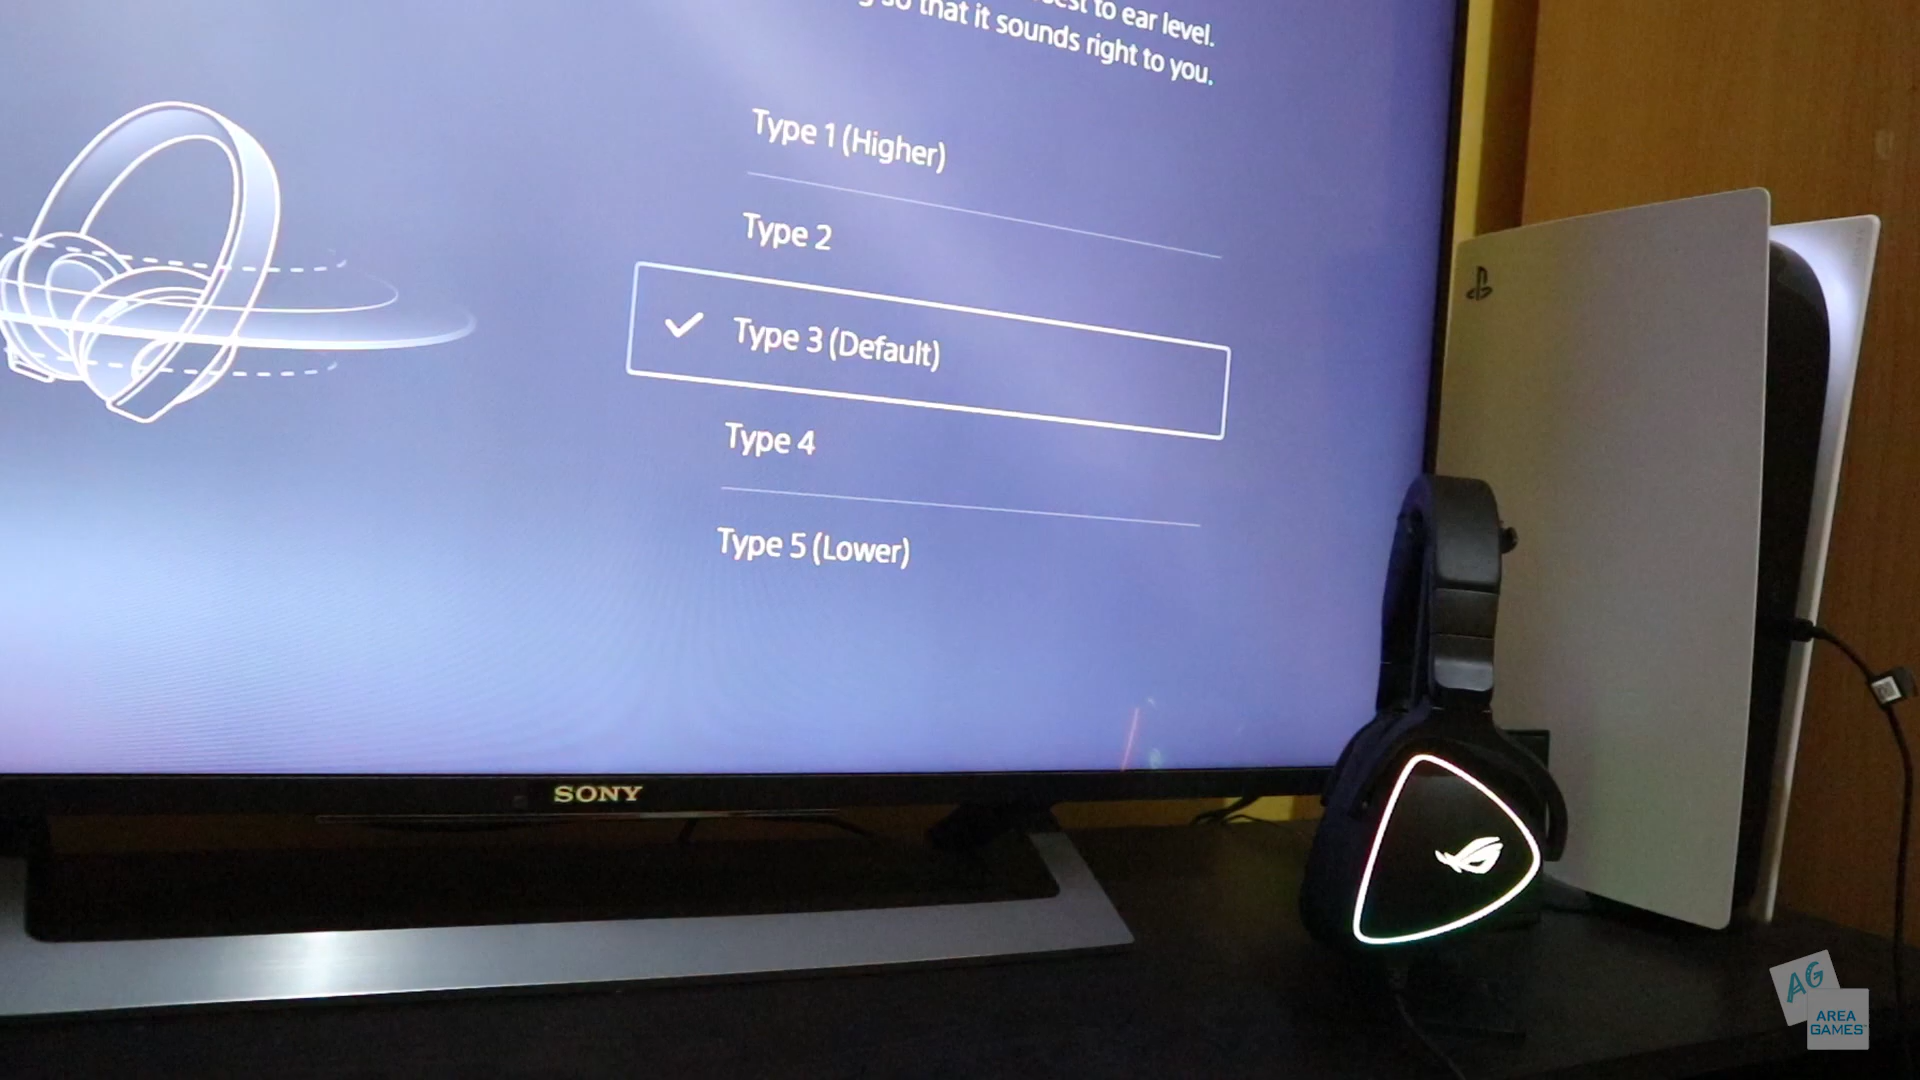 to ear level.
so that it sounds right to you.
Type 1 (Higher)
Type 2
Type 3 (Default)
Type 4
Type 5 (Lower)
SONY
AG
AREA
GAMES